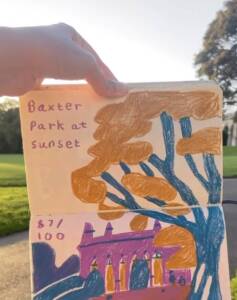 Baxter
Park at
sunset
87/
100